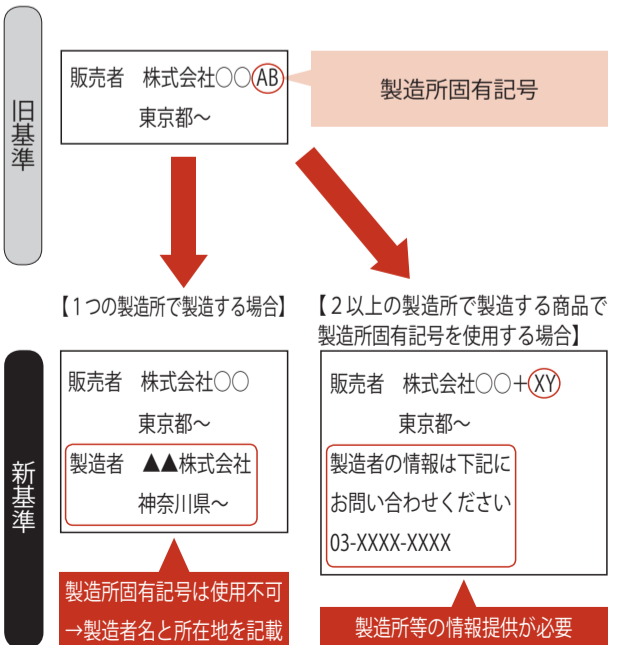 旧基準
販売者　株式会社○○AB
東京都～
製造所固有記号
【１つの製造所で製造する場合】
【２以上の製造所で製造する商品で
製造所固有記号を使用する場合】
新基準
販売者　株式会社○○
東京都～
製造者　▲▲株式会社
神奈川県～
製造所固有記号は使用不可
→製造者名と所在地を記載
販売者　株式会社○○＋XY
東京都～
製造者の情報は下記に
お問い合わせください
03-XXXX-XXXX
製造所等の情報提供が必要